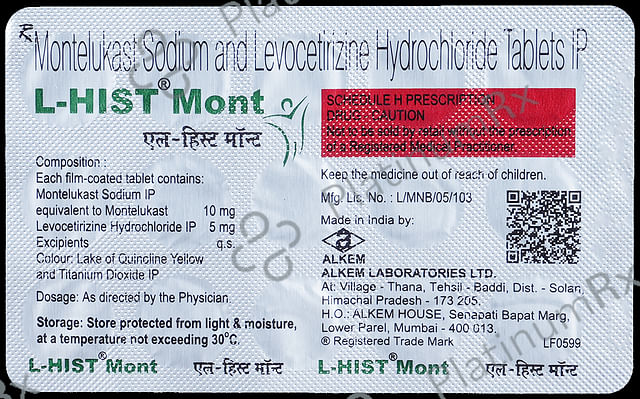 Rx
Montelukast Sodium and Levocetirizine Hydrochloride Tablets IP
L-HIST® Mont
एल-हिस्ट मॉन्ट
Composition :
Each film-coated tablet contains:
Montelukast Sodium IP
equivalent to Montelukast 10 mg
Levocetirizine Hydrochloride IP 5 mg
Excipients q.s.
Colour: Lake of Quinoline Yellow
and Titanium Dioxide IP
Dosage: As directed by the Physician.
Storage: Store protected from light & moisture,
at a temperature not exceeding 30°C.
SCHEDULE H PRESCRIPTION
DRUG - CAUTION
Not to be sold by retail without the prescription
of a Registered Medical Practitioner.
Keep the medicine out of reach of children.
Mfg. Lic. No. : L/MNB/05/103
Made in India by:
a
ALKEM
ALKEM LABORATORIES LTD.
At: Village - Thana, Tehsil - Baddi, Dist. - Solan,
Himachal Pradesh - 173 205.
H.O.: ALKEM HOUSE, Senapati Bapat Marg,
Lower Parel, Mumbai - 400 013.
® Registered Trade Mark LF0599
L-HIST® Mont एल-हिस्ट मॉन्ट L-HIST® Mont एल-हिस्ट मॉन्ट
PlatinumRx
PlatinumRx